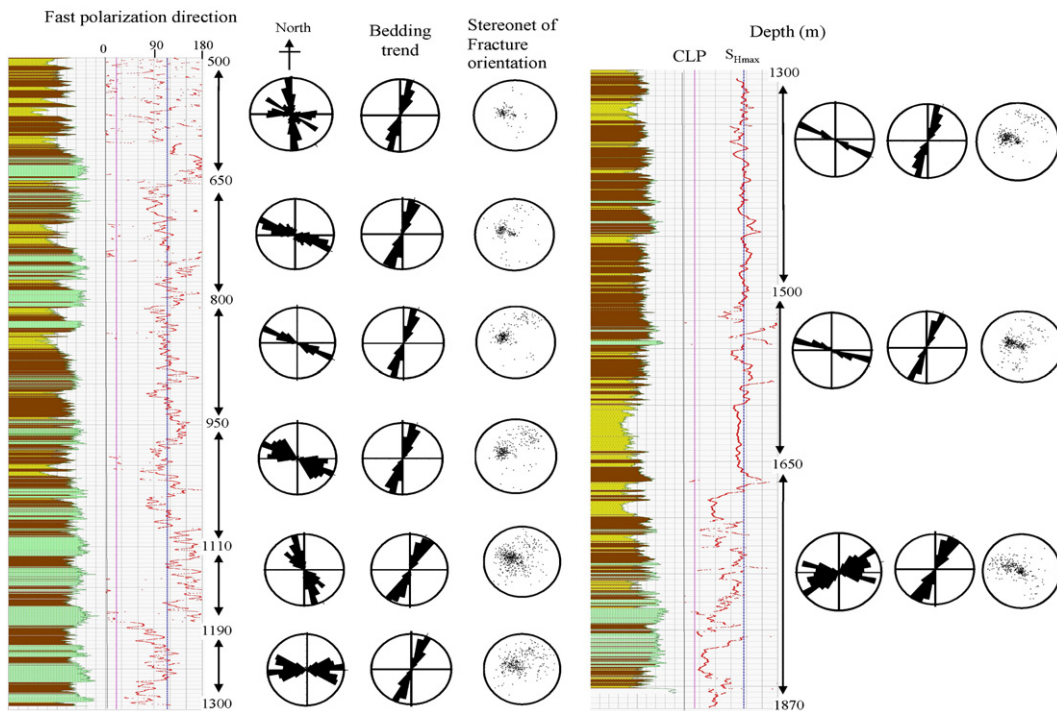 Fast polarization direction
0 90 180
North
Bedding
trend
Stereonet of
Fracture
orientation
500
650
800
950
1110
1190
1300
Depth (m)
CLP
S_Hmax
1300
1500
1650
1870